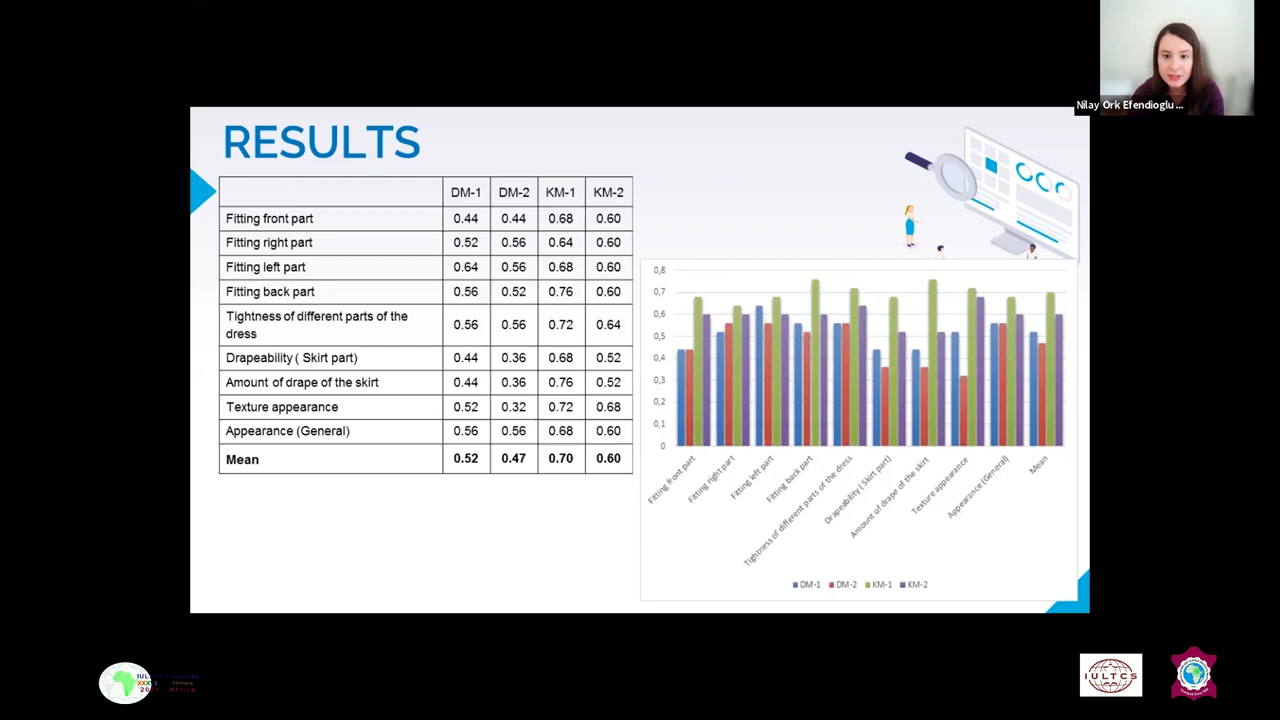 Nilay Ork Efendioglu ...
RESULTS
DM-1 DM-2 KM-1 KM-2
Fitting front part 0.44 0.44 0.68 0.60
Fitting right part 0.52 0.56 0.64 0.60
Fitting left part 0.64 0.56 0.68 0.60
Fitting back part 0.56 0.52 0.76 0.60
Tightness of different parts of the
dress 0.56 0.56 0.72 0.64
Drapeability ( Skirt part) 0.44 0.36 0.68 0.52
Amount of drape of the skirt 0.44 0.36 0.76 0.52
Texture appearance 0.52 0.32 0.72 0.68
Appearance (General) 0.56 0.56 0.68 0.60
Mean 0.52 0.47 0.70 0.60
0,8
0,7
0,6
0,5
0,4
0,3
0,2
0,1
0
Fitting front part
Fitting right part
Fitting left part
Fitting back part
Tightness of different parts of the dress
Drapeability ( Skirt part)
Amount of drape of the skirt
Texture appearance
Appearance (General)
Mean
DM-1 DM-2 KM-1 KM-2
IULTCS